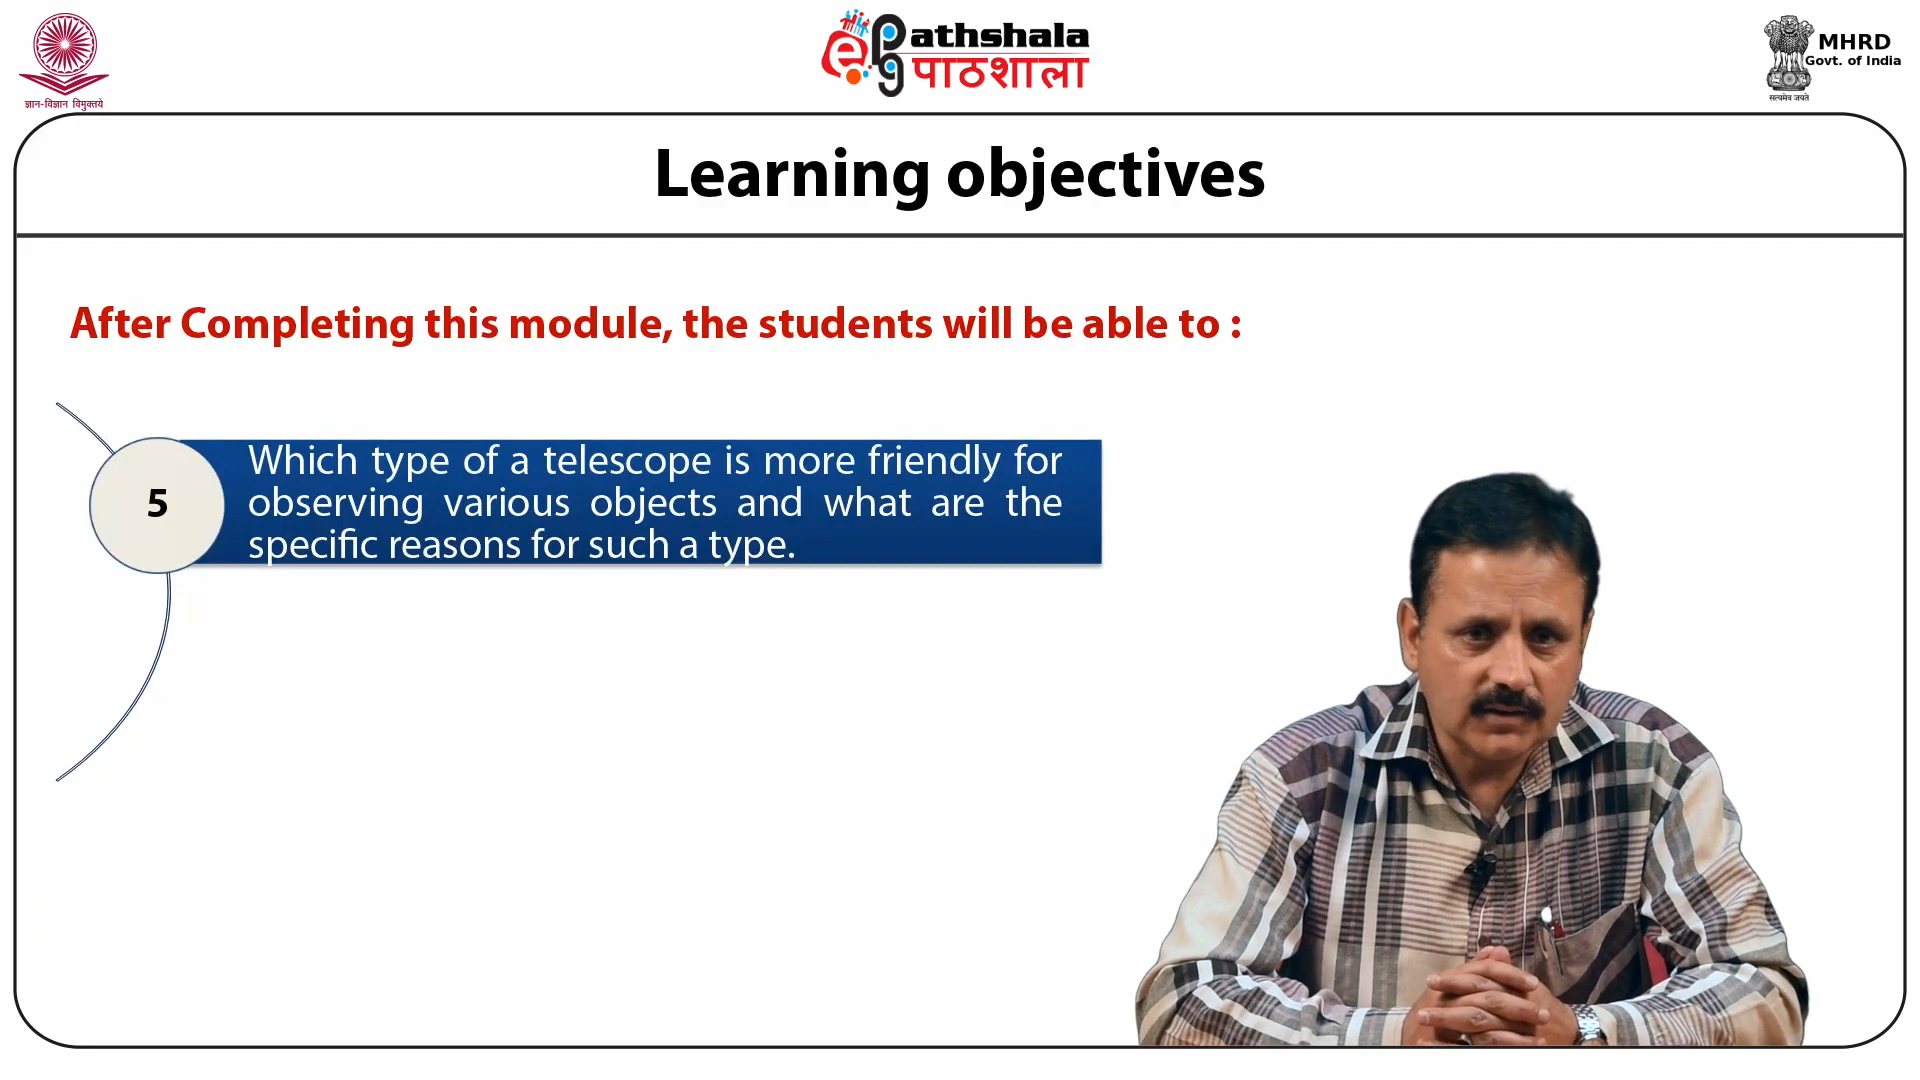 ज्ञान-विज्ञान विमुक्तये
ePathshala
पाठशाला
MHRD
Govt. of India
सत्यमेव जयते
Learning objectives
After Completing this module, the students will be able to :
5
Which type of a telescope is more friendly for
observing various objects and what are the
specific reasons for such a type.